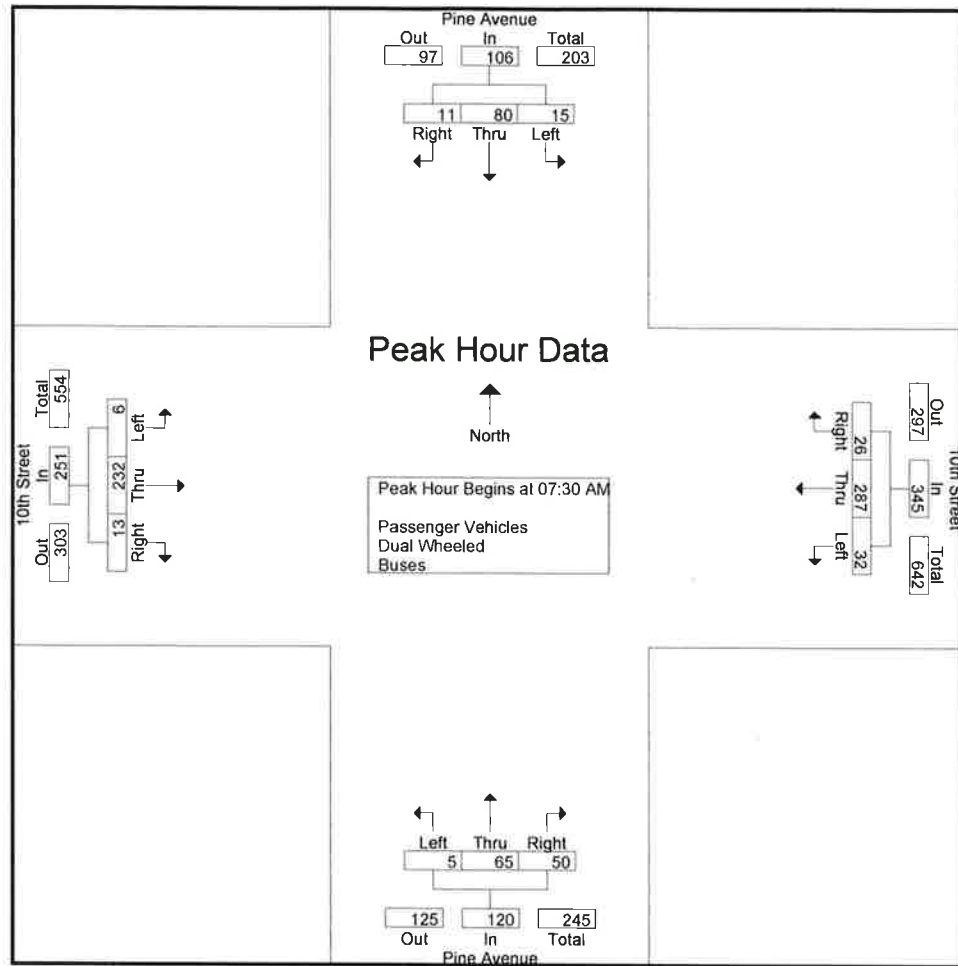 Pine Avenue
Out In Total
97 106 203
11 80 15
Right Thru Left
Peak Hour Data
North
Peak Hour Begins at 07:30 AM
Passenger Vehicles
Dual Wheeled
Buses
10th Street
Out In Total
303 251 554
13 232 6
Right Thru Left
10th Street
Out In Total
297 345 642
26 287 32
Right Thru Left
Left Thru Right
5 65 50
125 120 245
Out In Total
Pine Avenue